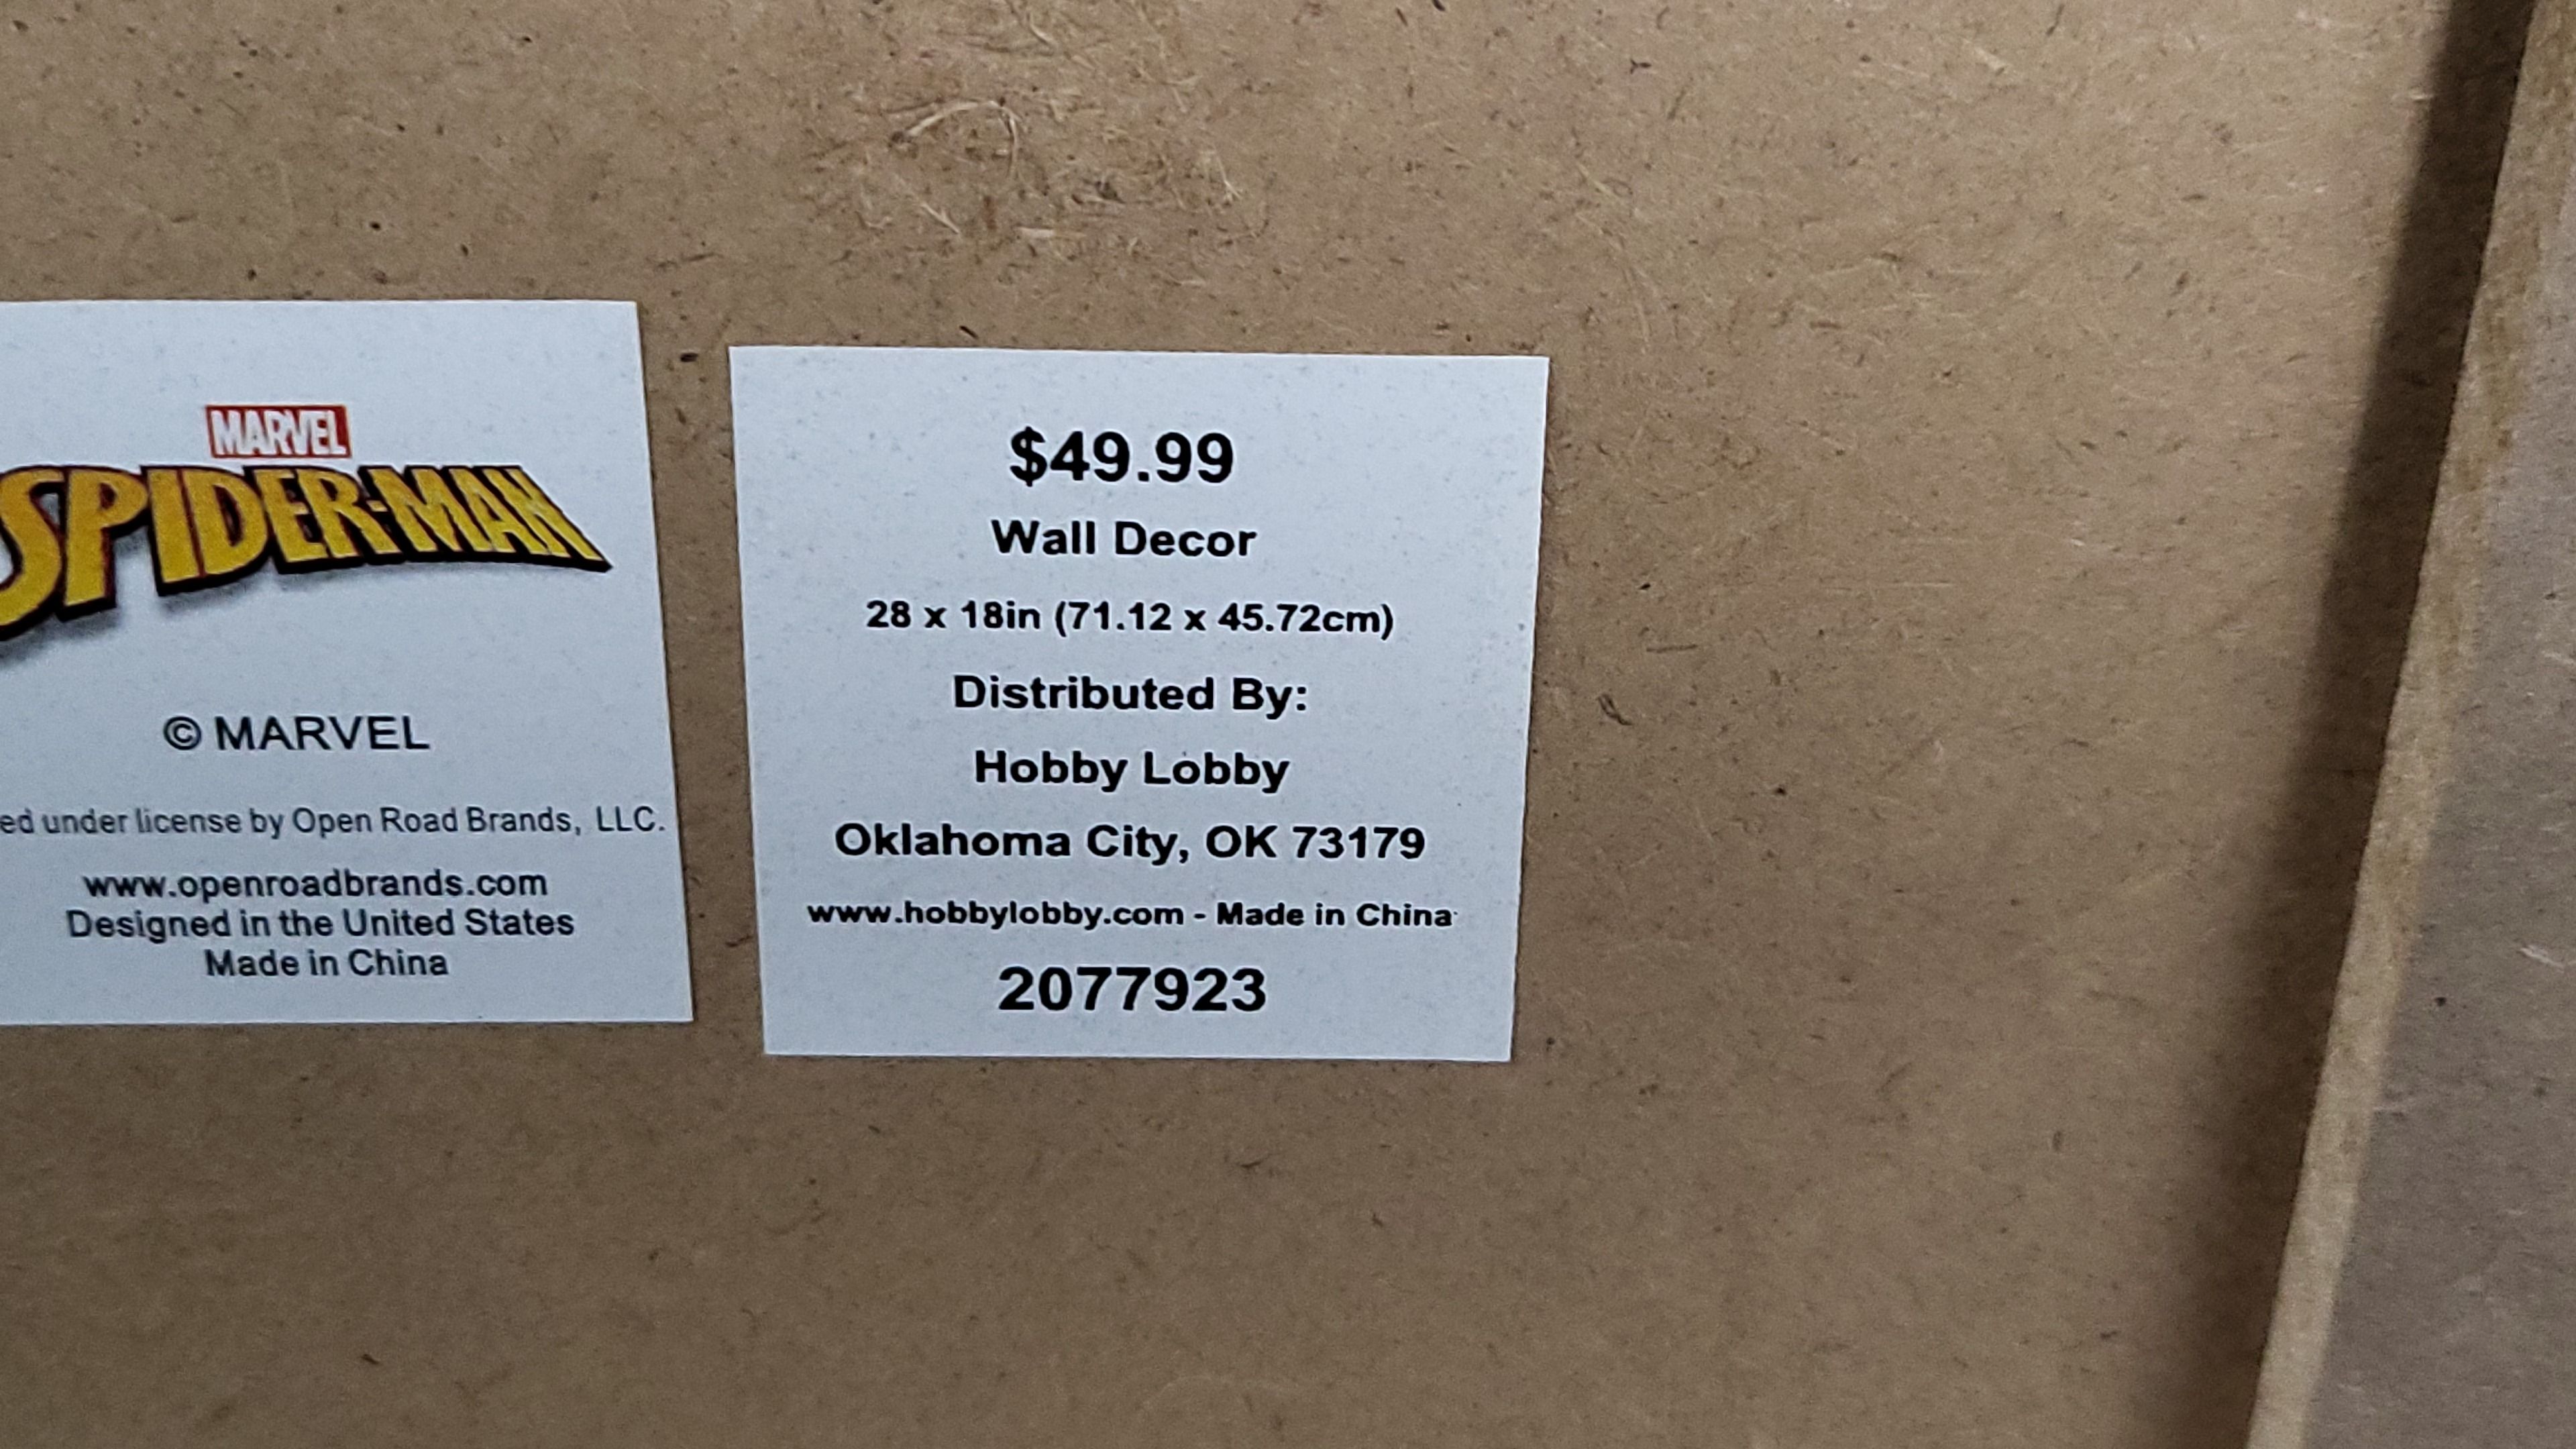 MARVEL
SPIDER-MAN
© MARVEL
ed under license by Open Road Brands, LLC.
www.openroadbrands.com
Designed in the United States
Made in China
$49.99
Wall Decor
28 x 18in (71.12 x 45.72cm)
Distributed By:
Hobby Lobby
Oklahoma City, OK 73179
www.hobbylobby.com - Made in China
2077923